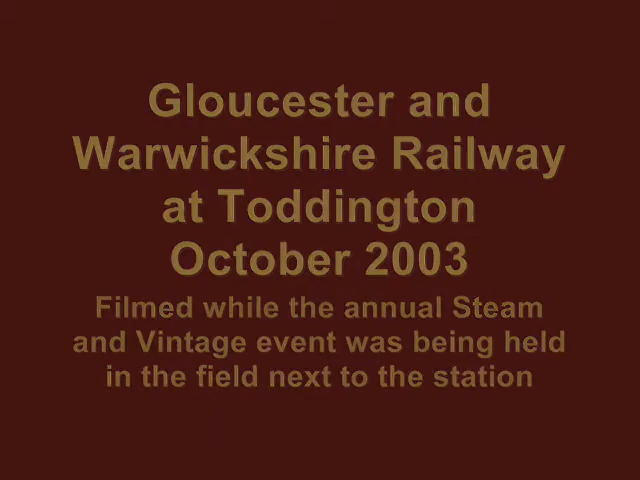 Gloucester and
Warwickshire Railway
at Toddington
October 2003
Filmed while the annual Steam
and Vintage event was being held
in the field next to the station